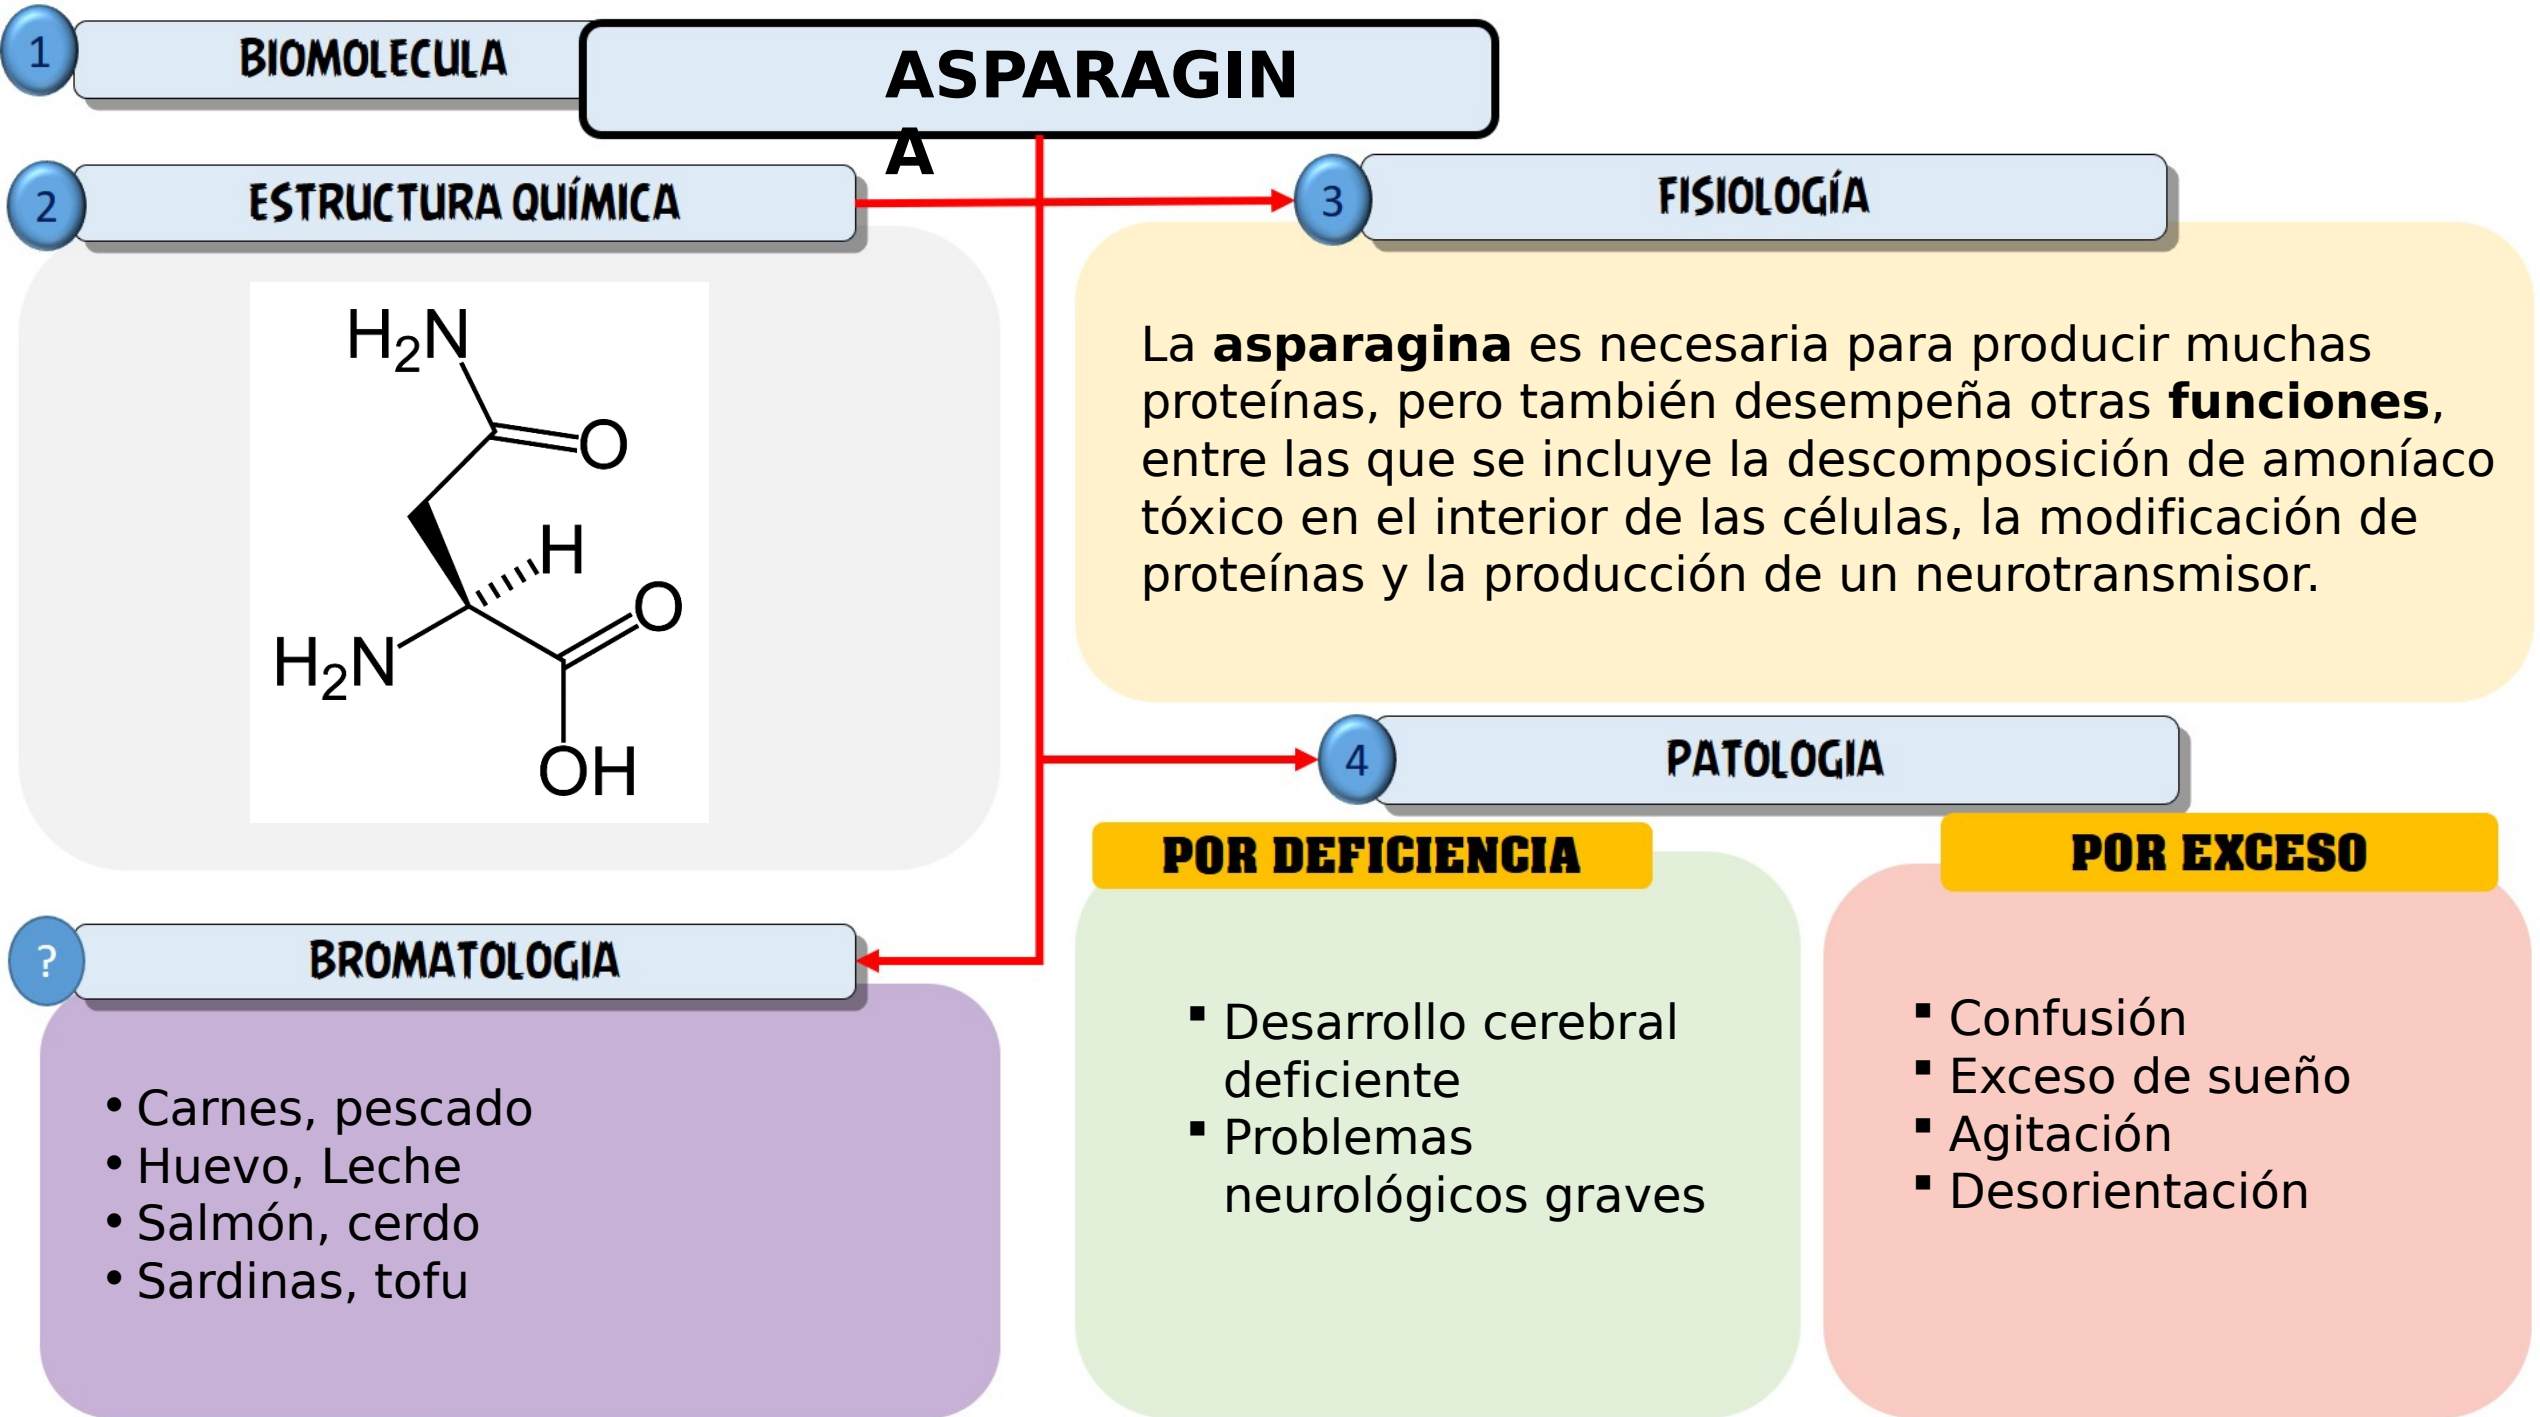 1
BIOMOLECULA
ASPARAGIN
A
2
ESTRUCTURA QUÍMICA
H₂N
O
H
O
H₂N
OH
3
FISIOLOGÍA
La asparagina es necesaria para producir muchas
proteínas, pero también desempeña otras funciones,
entre las que se incluye la descomposición de amoníaco
tóxico en el interior de las células, la modificación de
proteínas y la producción de un neurotransmisor.
4
PATOLOGIA
POR DEFICIENCIA
▪ Desarrollo cerebral
deficiente
▪ Problemas
neurológicos graves
POR EXCESO
▪ Confusión
▪ Exceso de sueño
▪ Agitación
▪ Desorientación
?
BROMATOLOGIA
• Carnes, pescado
• Huevo, Leche
• Salmón, cerdo
• Sardinas, tofu